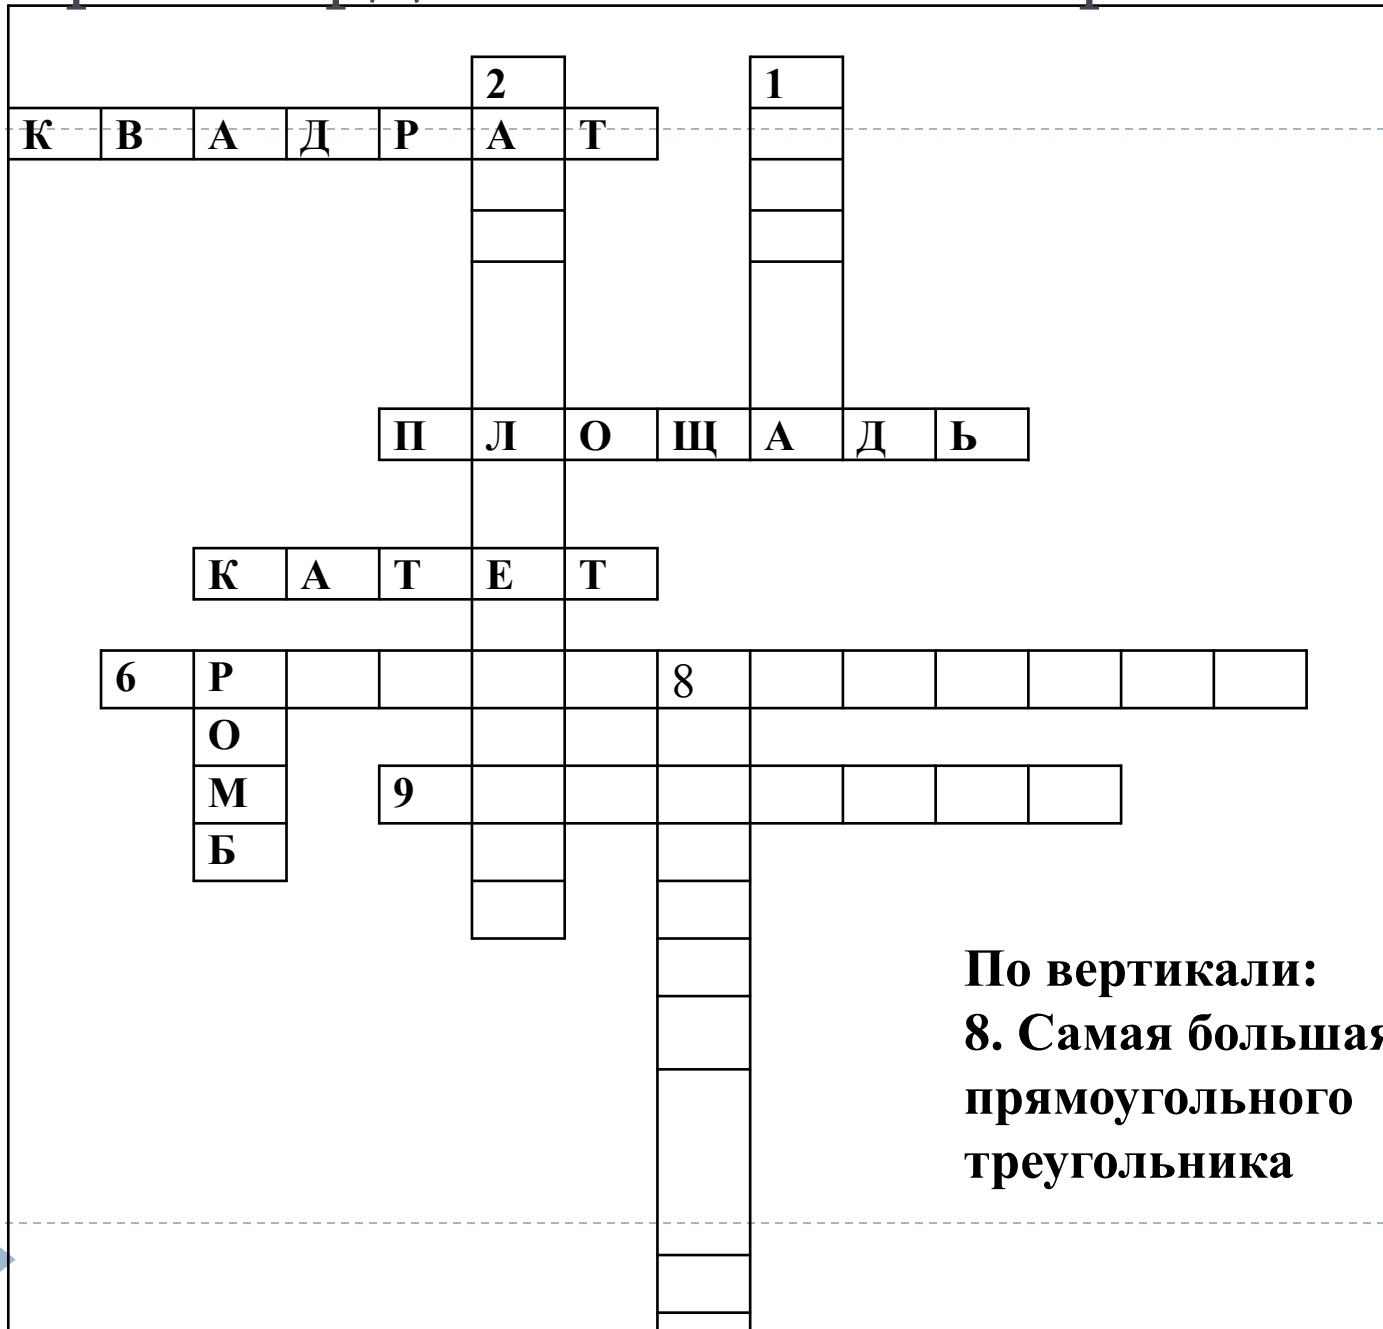 2 1
К В А Д Р А Т
П Л О Щ А Д Ь
К А Т Е Т
6 Р 8
О
М 9
Б
По вертикали:
8. Самая большая
прямоугольного
треугольника